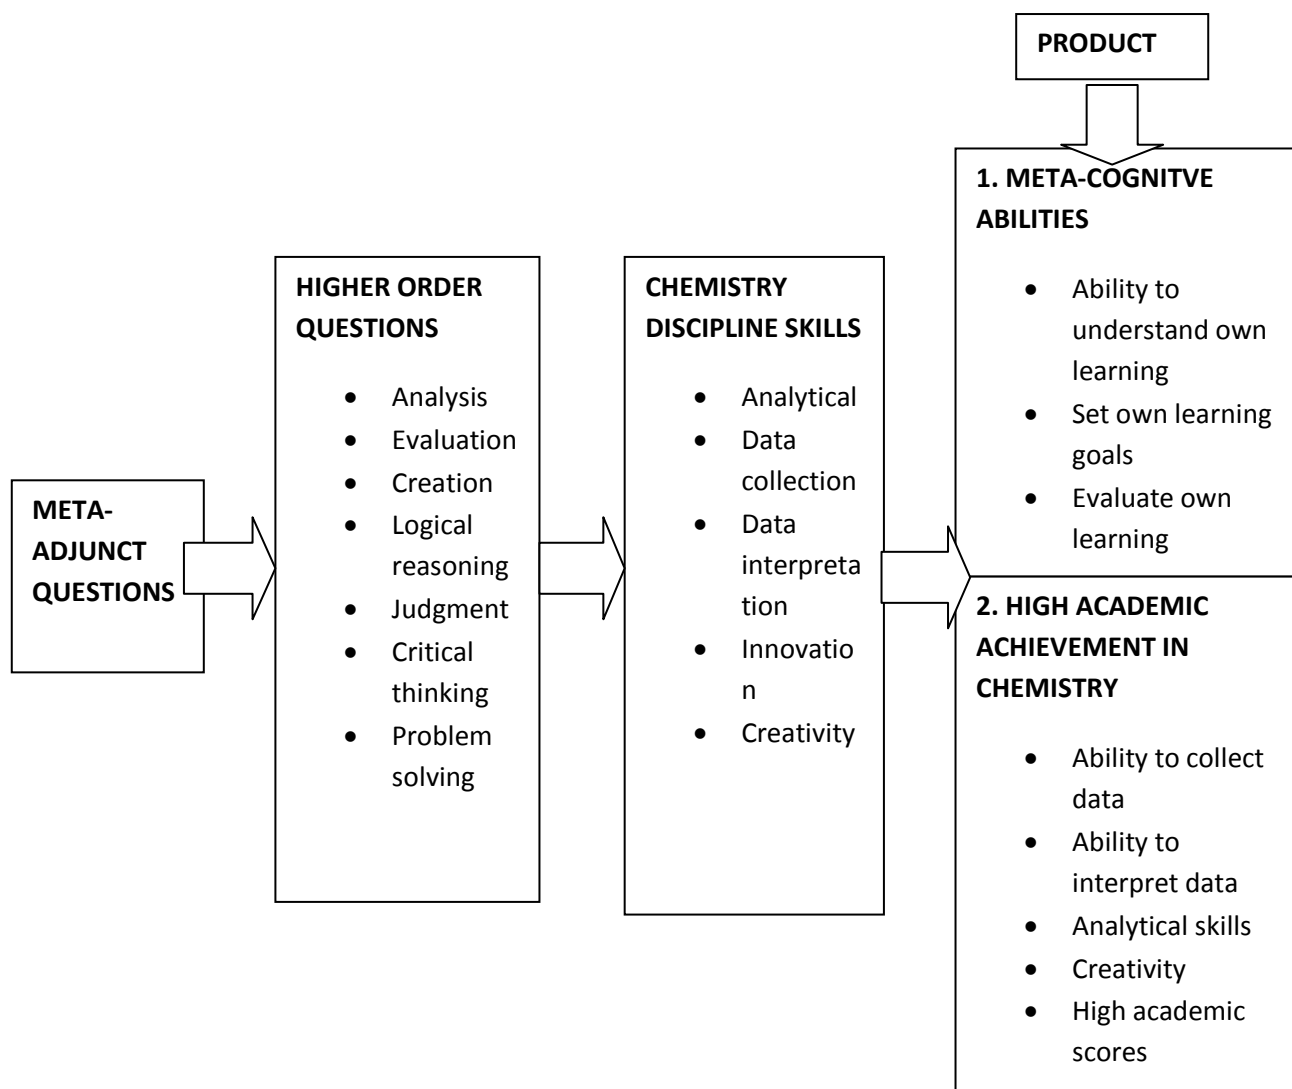 PRODUCT
1. META-COGNITVE
ABILITIES
• Ability to
understand own
learning
• Set own learning
goals
• Evaluate own
learning
HIGHER ORDER
QUESTIONS
• Analysis
• Evaluation
• Creation
• Logical
reasoning
• Judgment
• Critical
thinking
• Problem
solving
CHEMISTRY
DISCIPLINE SKILLS
• Analytical
• Data
collection
• Data
interpreta
tion
• Innovatio
n
• Creativity
META-
ADJUNCT
QUESTIONS
2. HIGH ACADEMIC
ACHIEVEMENT IN
CHEMISTRY
• Ability to collect
data
• Ability to
interpret data
• Analytical skills
• Creativity
• High academic
scores